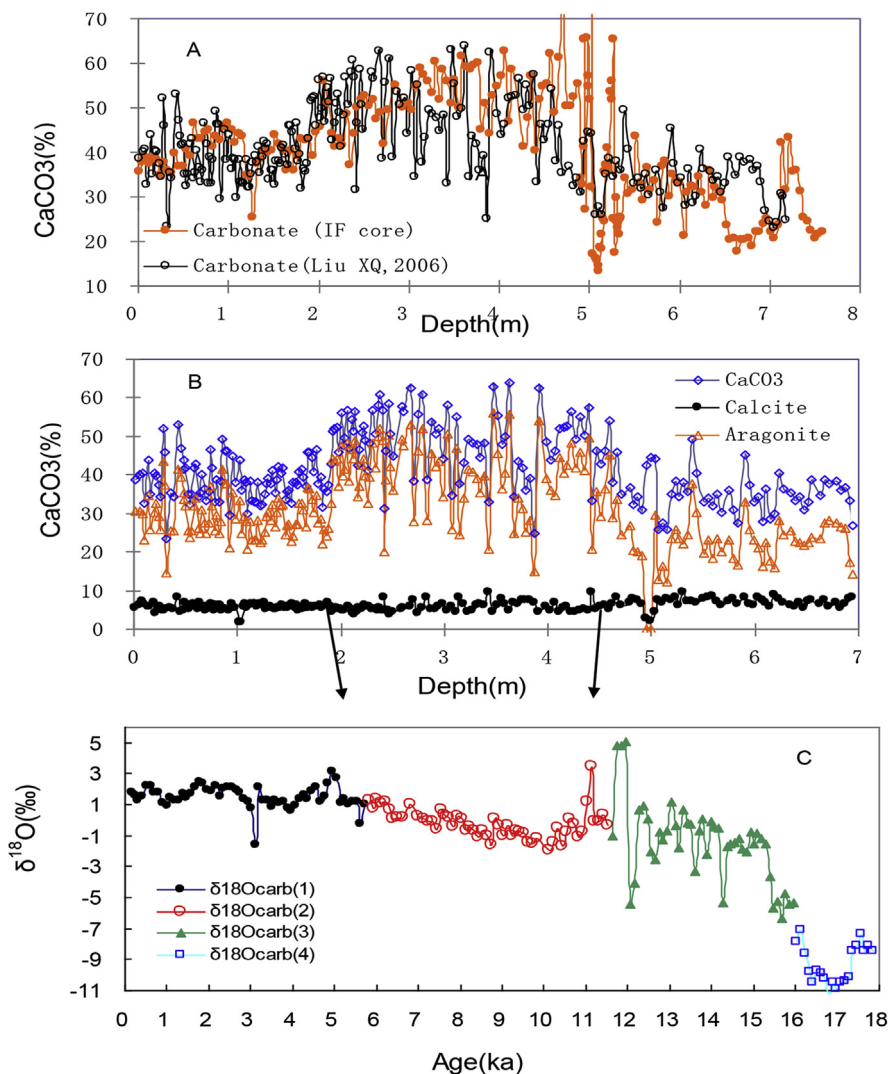 A
CaCO3(%)
70
60
50
40
30
20
10
Carbonate (IF core)
Carbonate(Liu XQ,2006)
0 1 2 3 4 5 6 7 8
Depth(m)
B
CaCO3(%)
70
60
50
40
30
20
10
0
CaCO3
Calcite
Aragonite
0 1 2 3 4 5 6 7
Depth(m)
C
δ18O(‰)
5
3
1
-1
-3
-5
-7
-9
-11
δ18Ocarb(1)
δ18Ocarb(2)
δ18Ocarb(3)
δ18Ocarb(4)
0 1 2 3 4 5 6 7 8 9 10 11 12 13 14 15 16 17 18
Age(ka)